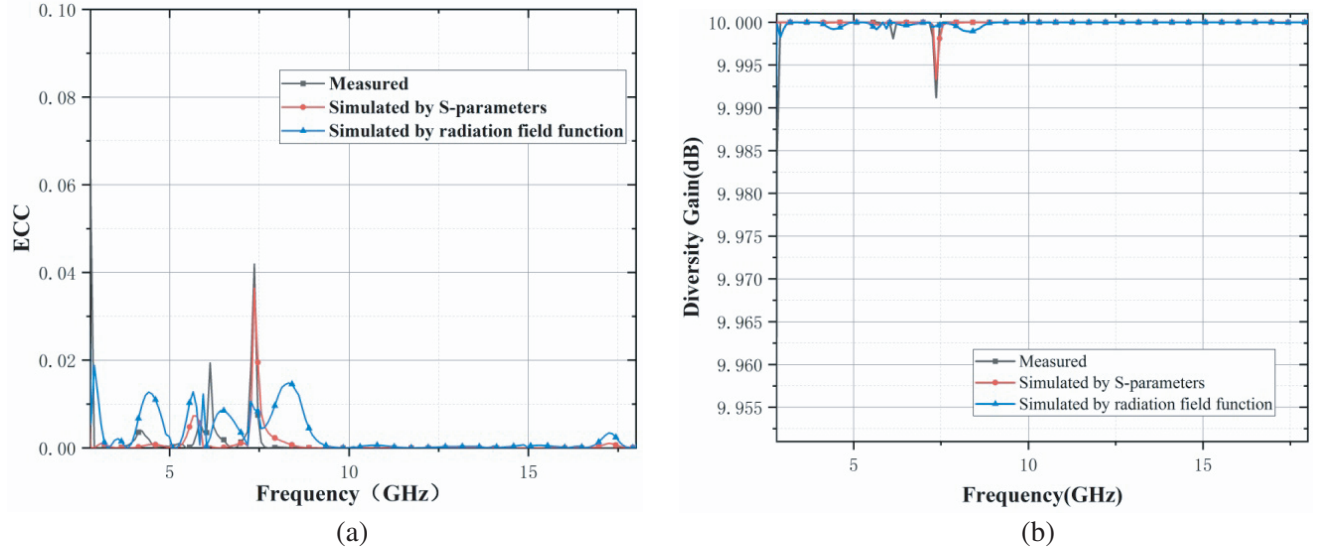 0.10
0.08
0.06
0.04
0.02
0.00
ECC
Measured
Simulated by S-parameters
Simulated by radiation field function
5
10
15
Frequency（GHz）
(a)
10.000
9.995
9.990
9.985
9.980
9.975
9.970
9.965
9.960
9.955
Diversity Gain(dB)
Measured
Simulated by S-parameters
Simulated by radiation field function
5
10
15
Frequency(GHz)
(b)